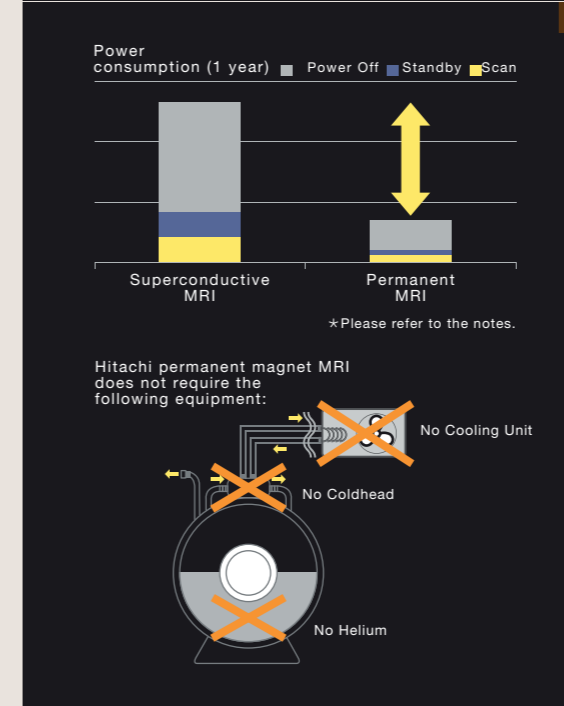 Power
consumption (1 year) Power Off Standby Scan
Superconductive
MRI
Permanent
MRI
*Please refer to the notes.
Hitachi permanent magnet MRI
does not require the
following equipment:
No Cooling Unit
No Coldhead
No Helium